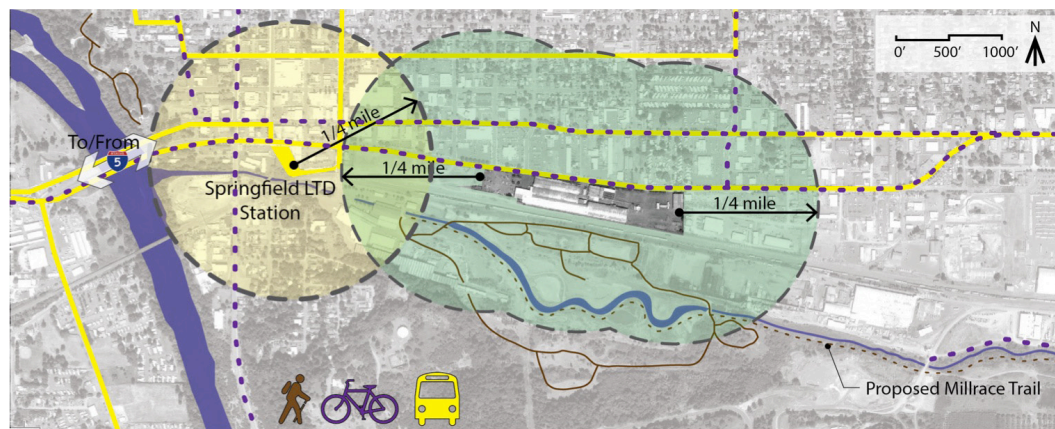 N
0' 500' 1000'
To/From
5
1/4 mile
1/4 mile
1/4 mile
Springfield LTD
Station
Proposed Millrace Trail